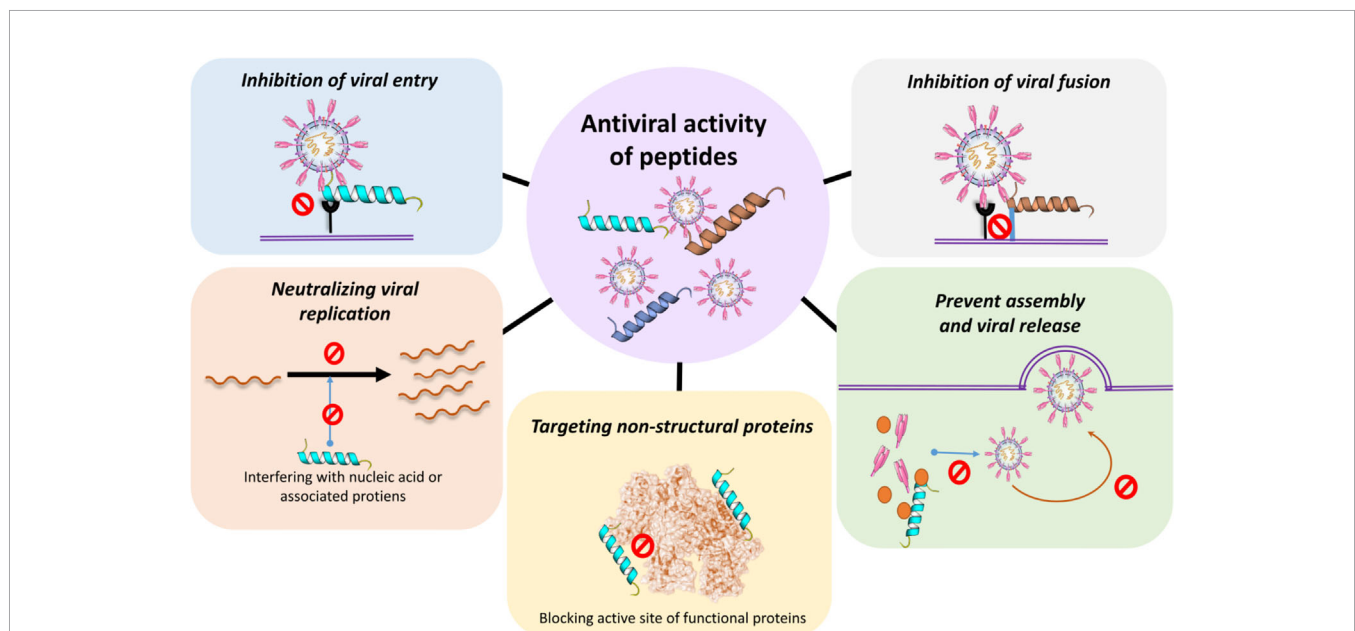 Antiviral activity
of peptides
Inhibition of viral entry
Inhibition of viral fusion
Neutralizing viral
replication
Interfering with nucleic acid or
associated protiens
Targeting non-structural proteins
Blocking active site of functional proteins
Prevent assembly
and viral release